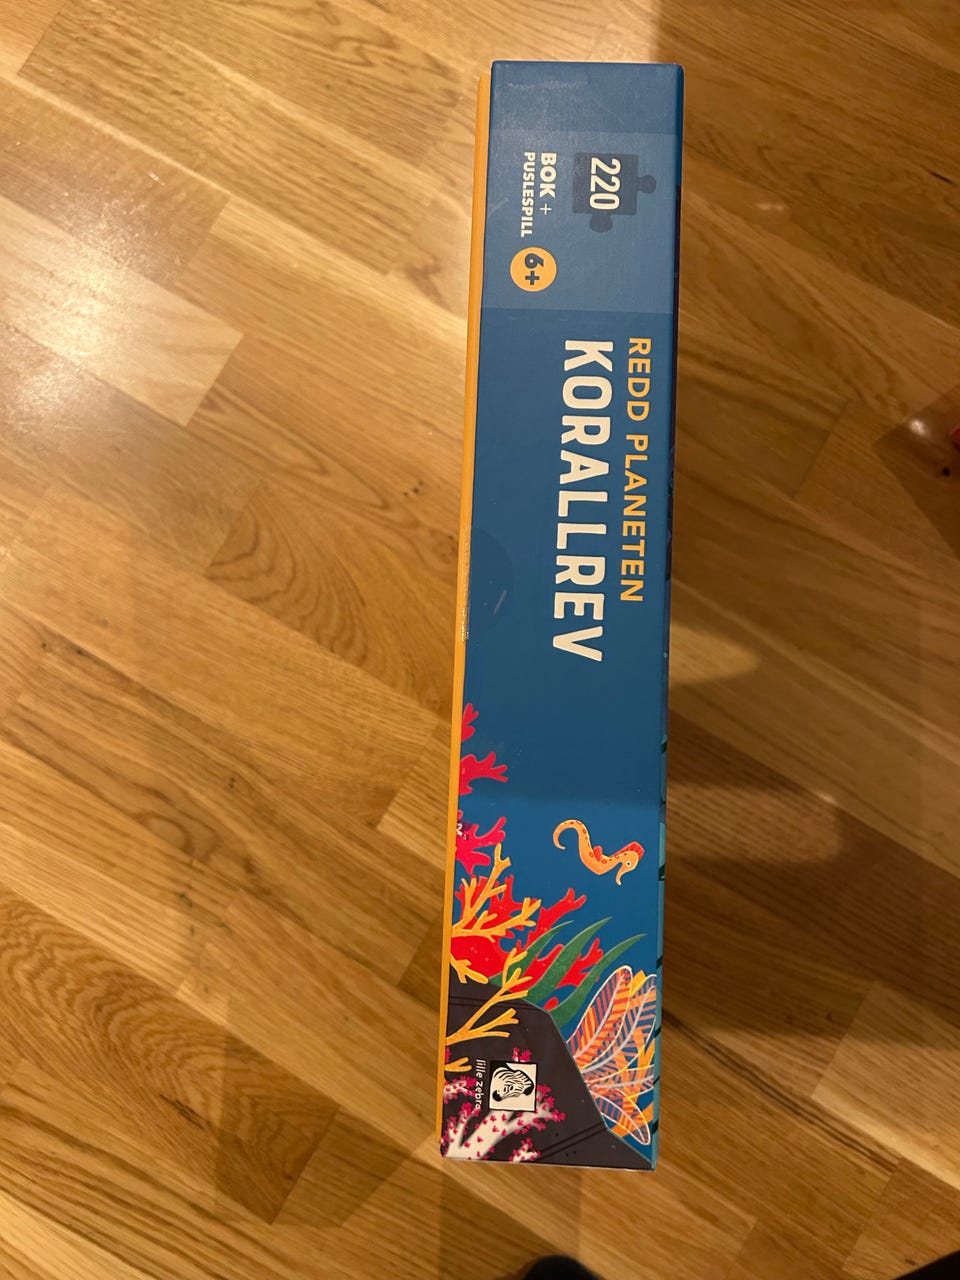 220
BOK +
PUSLESPILL
6+
REDD PLANETEN
KORALLREV
lille zebra